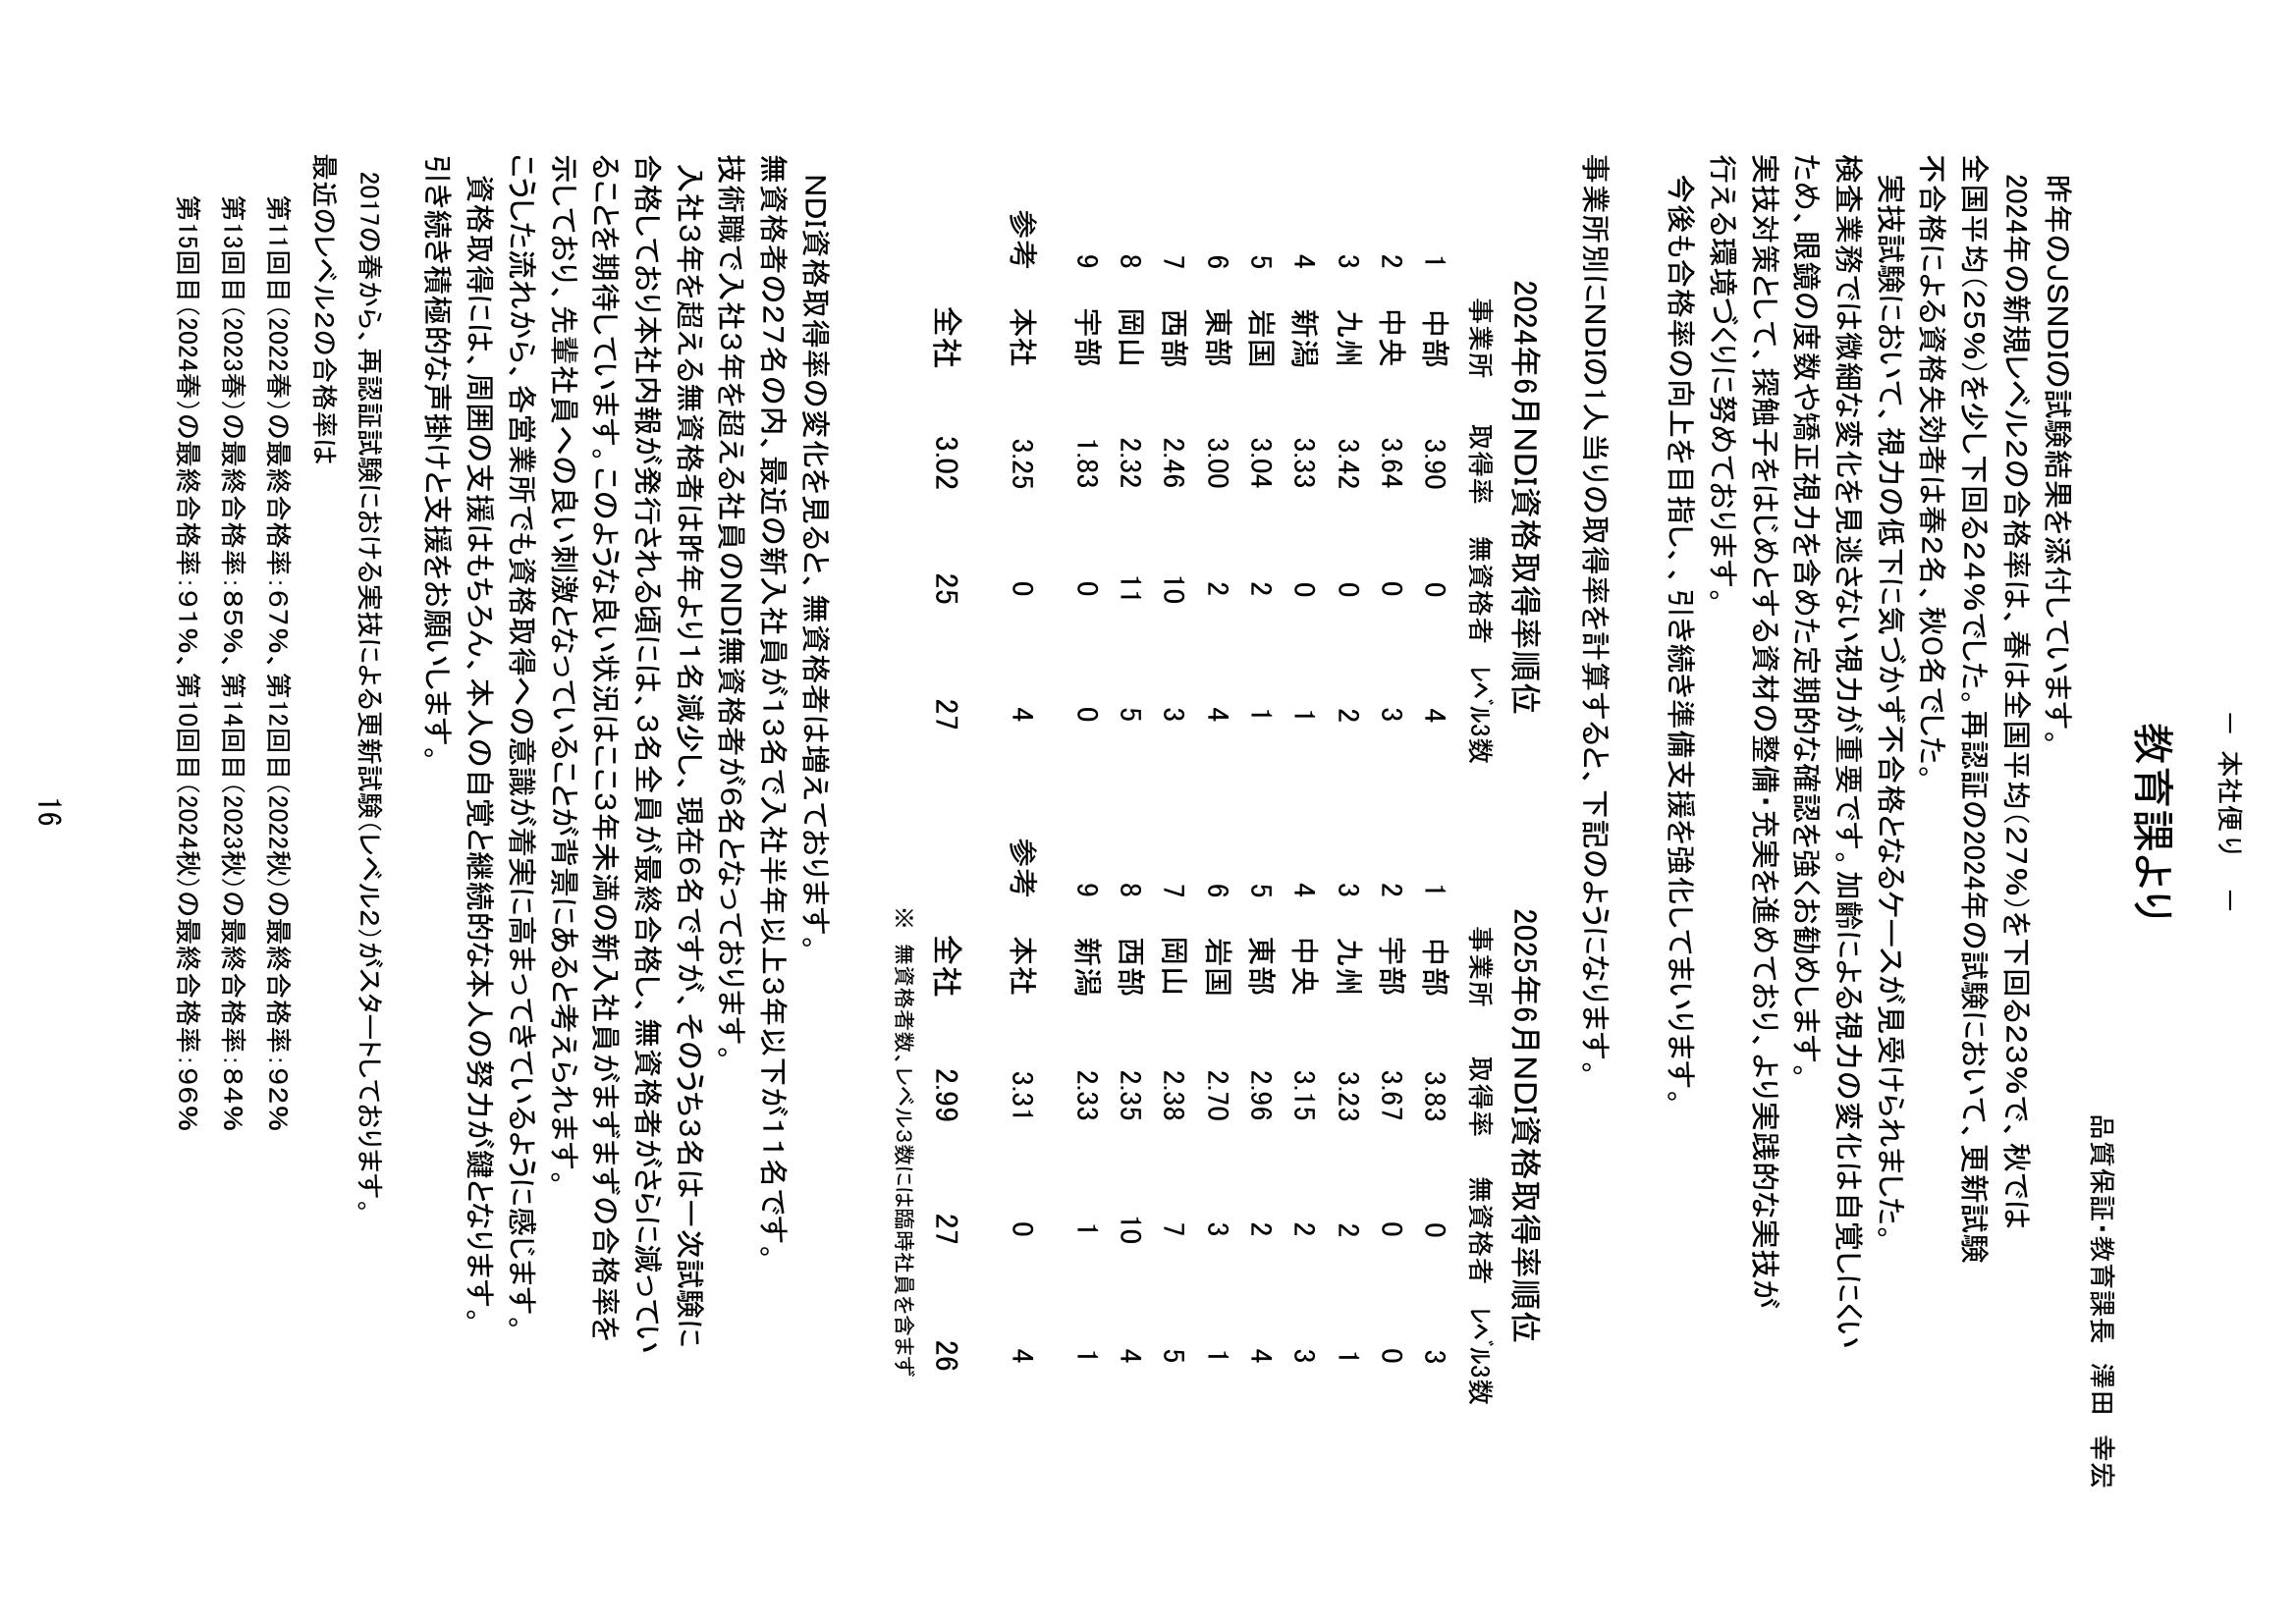 ― 本社便り ―
教育課より
品質保証・教育課長 澤田 幸宏
昨年のJSNDIの試験結果を添付しています。
2024年の新規レベル2の合格率は、春は全国平均(27%)を下回る23%で、秋では
全国平均(25%)を少し下回る24%でした。再認証の2024年の試験において、更新試験
不合格による資格失効者は春2名、秋0名でした。
実技試験において、視力の低下に気づかず不合格となるケースが見受けられました。
検査業務では微細な変化を見逃さない視力が重要です。加齢による視力の変化は自覚しにくい
ため、眼鏡の度数や矯正視力を含めた定期的な確認を強くお勧めします。
実技対策として、探触子をはじめとする資材の整備・充実を進めており、より実践的な実技が
行える環境づくりに努めております。
今後も合格率の向上を目指し、、引き続き準備支援を強化してまいります。
事業所別にNDIの1人当りの取得率を計算すると、下記のようになります。
2024年6月NDI資格取得率順位
事業所 取得率 無資格者 レベル3数
1 中部 3.90 0 4
2 中央 3.64 0 3
3 九州 3.42 0 2
4 新潟 3.33 0 1
5 岩国 3.04 2 1
6 東部 3.00 2 4
7 西部 2.46 10 3
8 岡山 2.32 11 5
9 宇部 1.83 0 0
参考 本社 3.25 0 4
全社 3.02 25 27
2025年6月NDI資格取得率順位
事業所 取得率 無資格者 レベル3数
1 中部 3.83 0 3
2 宇部 3.67 0 0
3 九州 3.23 2 1
4 中央 3.15 2 3
5 東部 2.96 2 4
6 岩国 2.70 3 1
7 岡山 2.38 7 5
8 西部 2.35 10 4
9 新潟 2.33 1 1
参考 本社 3.31 0 4
全社 2.99 27 26
※ 無資格者数、レベル3数には臨時社員を含まず
NDI資格取得率の変化を見ると、無資格者は増えております。
無資格者の27名の内、最近の新入社員が13名で入社半年以上3年以下が11名です。
技術職で入社3年を超える社員のNDI無資格者が6名となっております。
入社3年を超える無資格者は昨年より1名減少し、現在6名ですが、そのうち3名は一次試験に
合格しており本社内報が発行される頃には、3名全員が最終合格し、無資格者がさらに減ってい
ることを期待しています。このような良い状況はここ3年未満の新入社員がまずまずの合格率を
示しており、先輩社員への良い刺激となっていることが背景にあると考えられます。
こうした流れから、各営業所でも資格取得への意識が着実に高まってきているように感じます。
資格取得には、周囲の支援はもちろん、本人の自覚と継続的な本人の努力が鍵となります。
引き続き積極的な声掛けと支援をお願いします。
2017の春から、再認証試験における実技による更新試験(レベル2)がスタートしております。
最近のレベル2の合格率は
第11回目(2022春)の最終合格率:67%、第12回目(2022秋)の最終合格率:92%
第13回目(2023春)の最終合格率:85%、第14回目(2023秋)の最終合格率:84%
第15回目(2024春)の最終合格率:91%、第10回目(2024秋)の最終合格率:96%
16